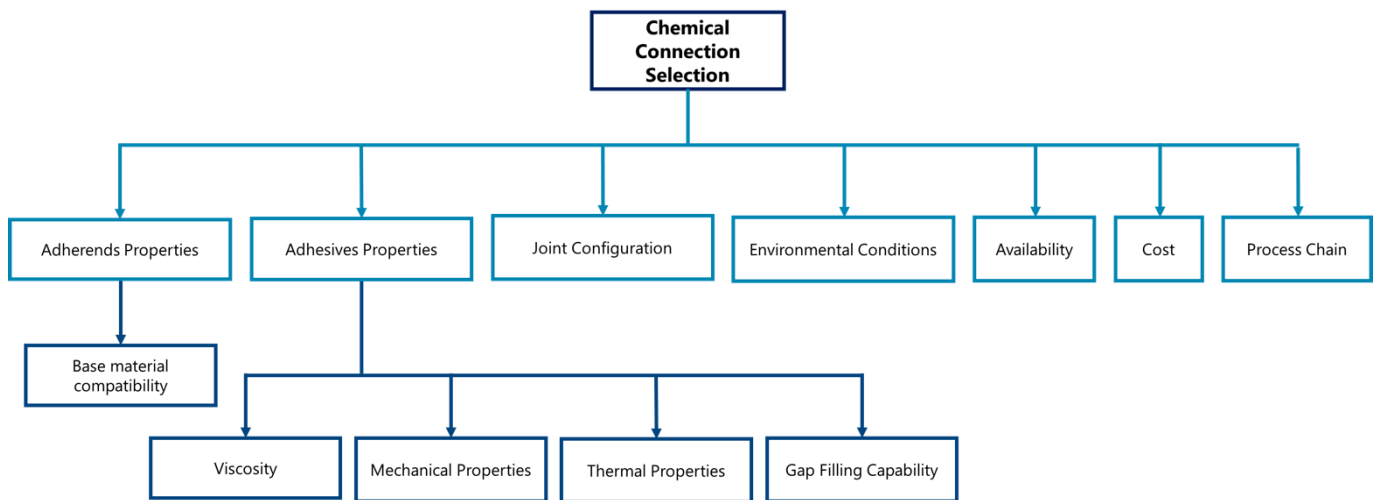 Chemical
Connection
Selection
Adherends Properties
Adhesives Properties
Joint Configuration
Environmental Conditions
Availability
Cost
Process Chain
Base material
compatibility
Viscosity
Mechanical Properties
Thermal Properties
Gap Filling Capability